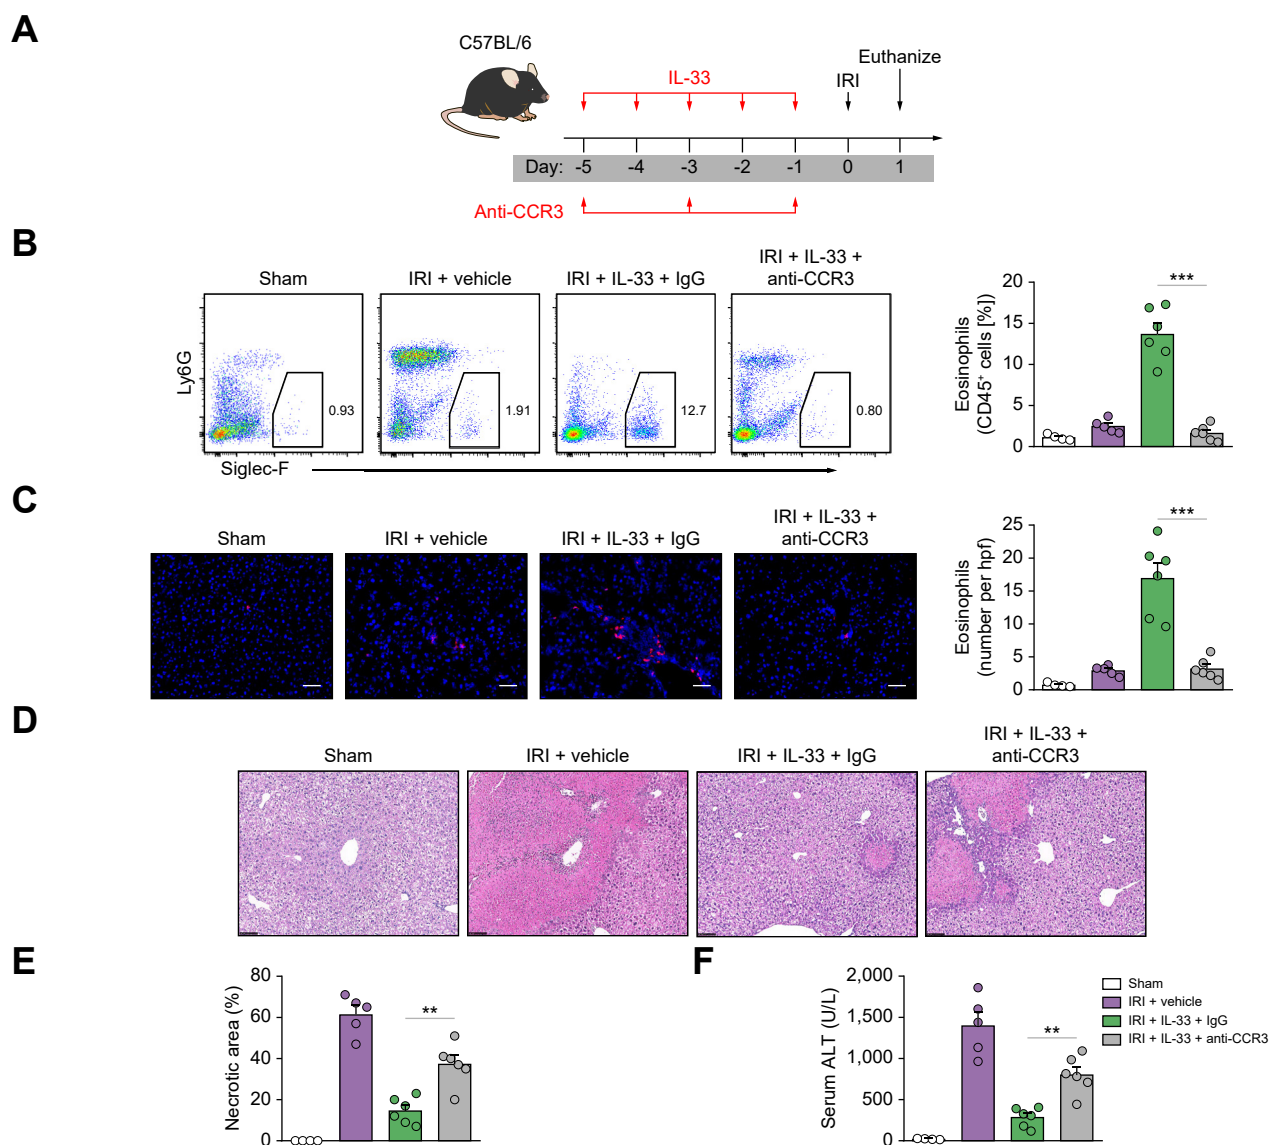 A
C57BL/6
IL-33
IRI
Euthanize
Day: -5 -4 -3 -2 -1 0 1
Anti-CCR3
B
Sham
IRI + vehicle
IRI + IL-33 + IgG
IRI + IL-33 +
anti-CCR3
Ly6G
0.93
1.91
12.7
0.80
Siglec-F
Eosinophils
(CD45⁺ cells [%])
20
15
10
5
0
***
C
Sham
IRI + vehicle
IRI + IL-33 + IgG
IRI + IL-33 +
anti-CCR3
Eosinophils
(number per hpf)
25
20
15
10
5
0
***
D
Sham
IRI + vehicle
IRI + IL-33 + IgG
IRI + IL-33 +
anti-CCR3
E
Necrotic area (%)
80
60
40
20
0
**
F
Serum ALT (U/L)
2,000
1,500
1,000
500
0
**
Sham
IRI + vehicle
IRI + IL-33 + IgG
IRI + IL-33 + anti-CCR3